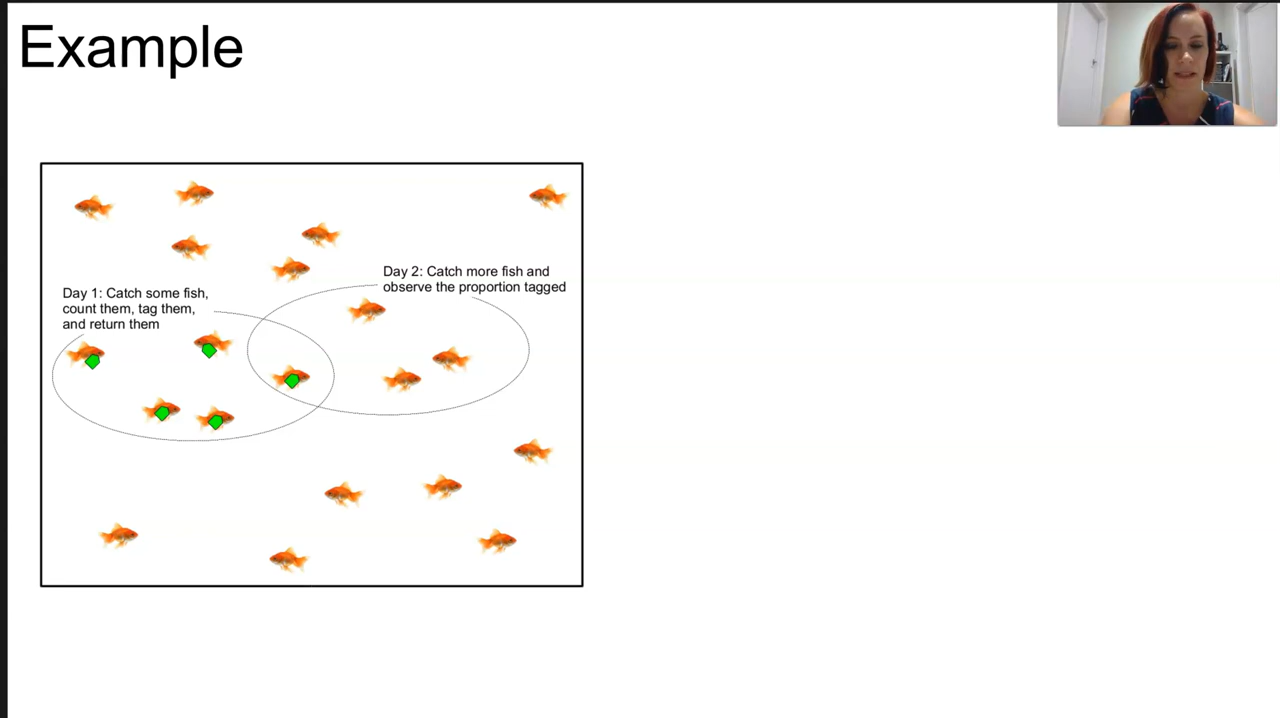 Example
Day 2: Catch more fish and
observe the proportion tagged
Day 1: Catch some fish,
count them, tag them,
and return them